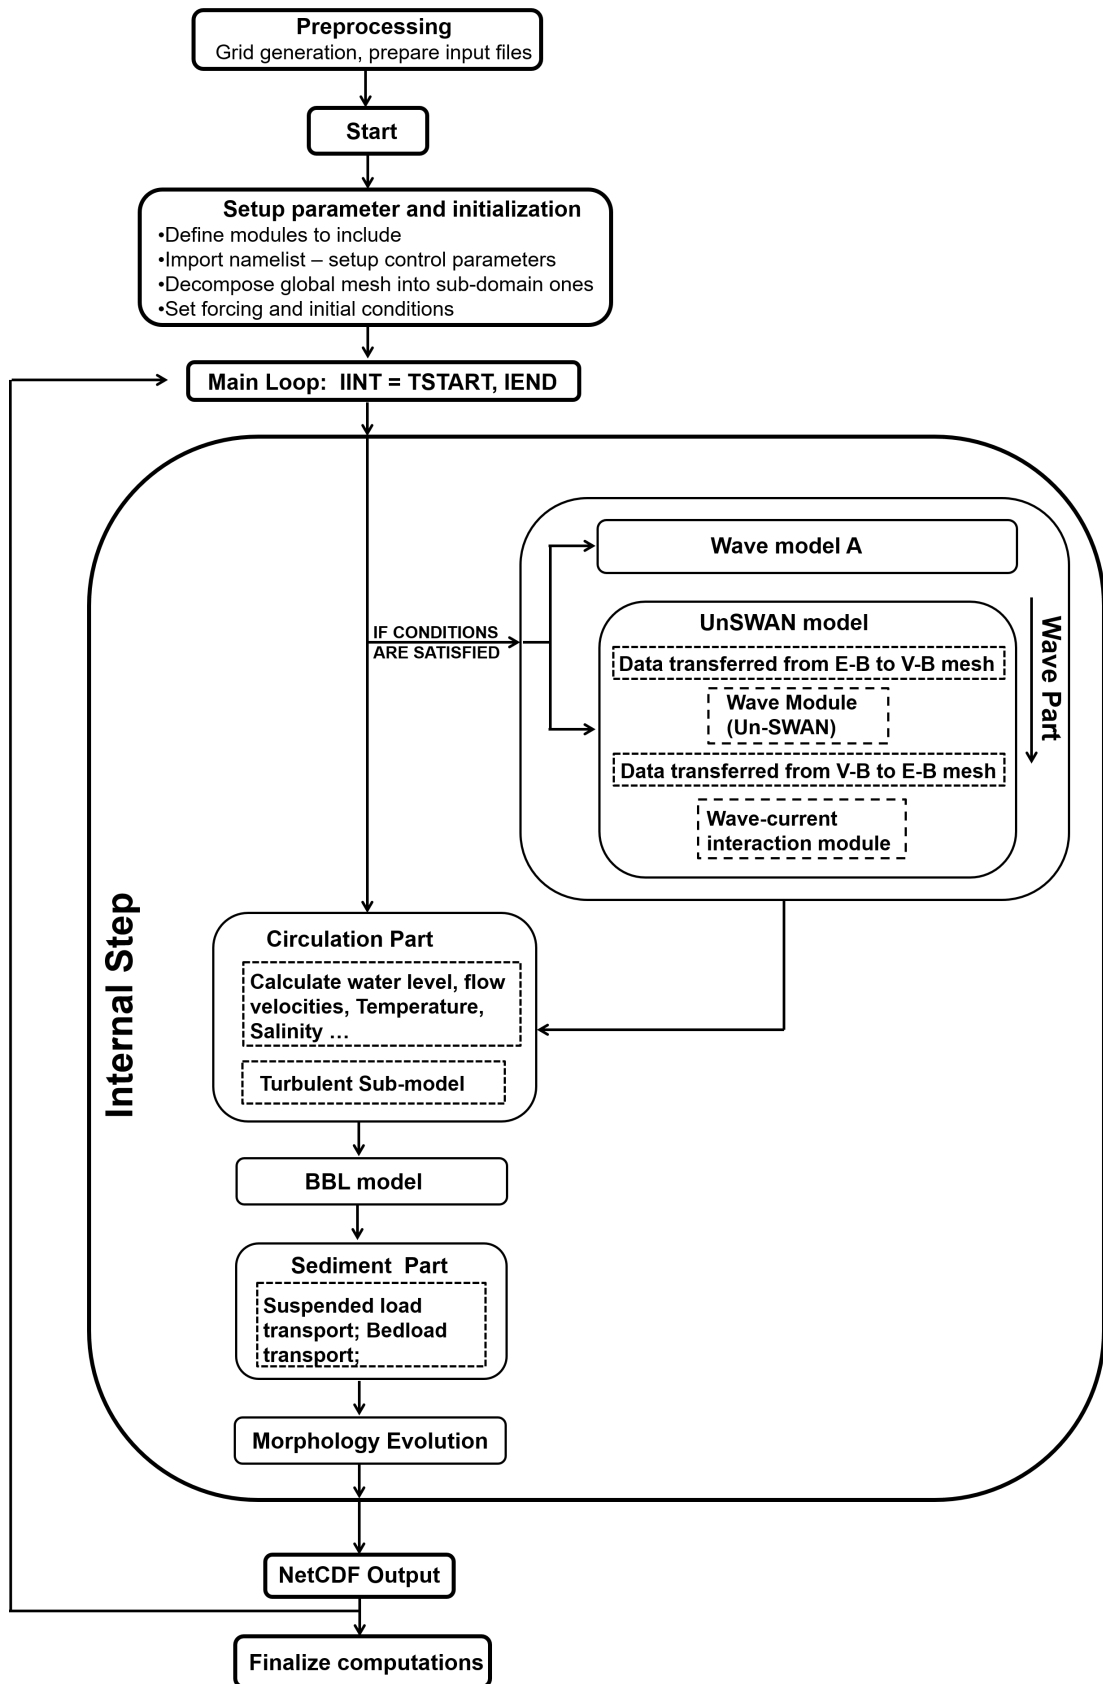 Preprocessing
Grid generation, prepare input files
Start
Setup parameter and initialization
•Define modules to include
•Import namelist – setup control parameters
•Decompose global mesh into sub-domain ones
•Set forcing and initial conditions
Main Loop:  IINT = TSTART, IEND
Internal Step
IF CONDITIONS
ARE SATISFIED
Wave Part
Wave model A
UnSWAN model
Data transferred from E-B to V-B mesh
Wave Module
(Un-SWAN)
Data transferred from V-B to E-B mesh
Wave-current
interaction module
Circulation Part
Calculate water level, flow
velocities, Temperature,
Salinity ...
Turbulent Sub-model
BBL model
Sediment  Part
Suspended load
transport; Bedload
transport;
Morphology Evolution
NetCDF Output
Finalize computations